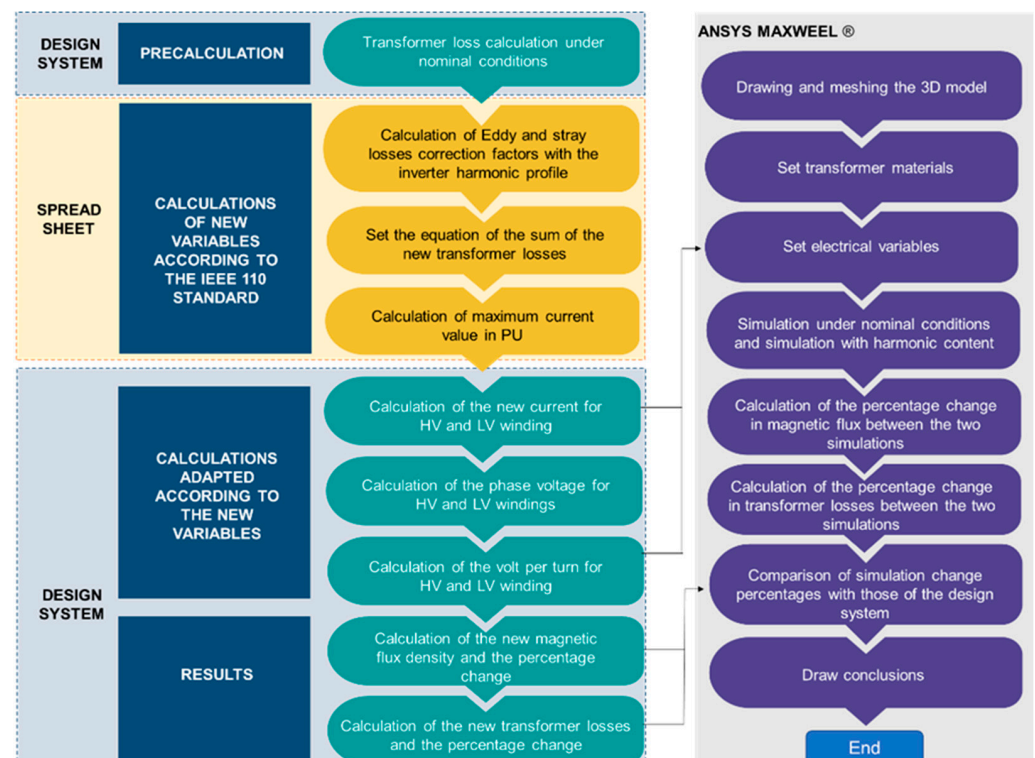 DESIGN
SYSTEM
PRECALCULATION
Transformer loss calculation under
nominal conditions
SPREAD
SHEET
CALCULATIONS
OF NEW
VARIABLES
ACCORDING TO
THE IEEE 110
STANDARD
Calculation of Eddy and stray
losses correction factors with the
inverter harmonic profile
Set the equation of the sum of the
new transformer losses
Calculation of maximum current
value in PU
DESIGN
SYSTEM
CALCULATIONS
ADAPTED
ACCORDING TO
THE NEW
VARIABLES
Calculation of the new current for
HV and LV winding
Calculation of the phase voltage for
HV and LV windings
Calculation of the volt per turn for
HV and LV winding
RESULTS
Calculation of the new magnetic
flux density and the percentage
change
Calculation of the new transformer losses
and the percentage change
ANSYS MAXWEEL ®
Drawing and meshing the 3D model
Set transformer materials
Set electrical variables
Simulation under nominal conditions
and simulation with harmonic content
Calculation of the percentage change
in magnetic flux between the two
simulations
Calculation of the percentage change
in transformer losses between the two
simulations
Comparison of simulation change
percentages with those of the design
system
Draw conclusions
End